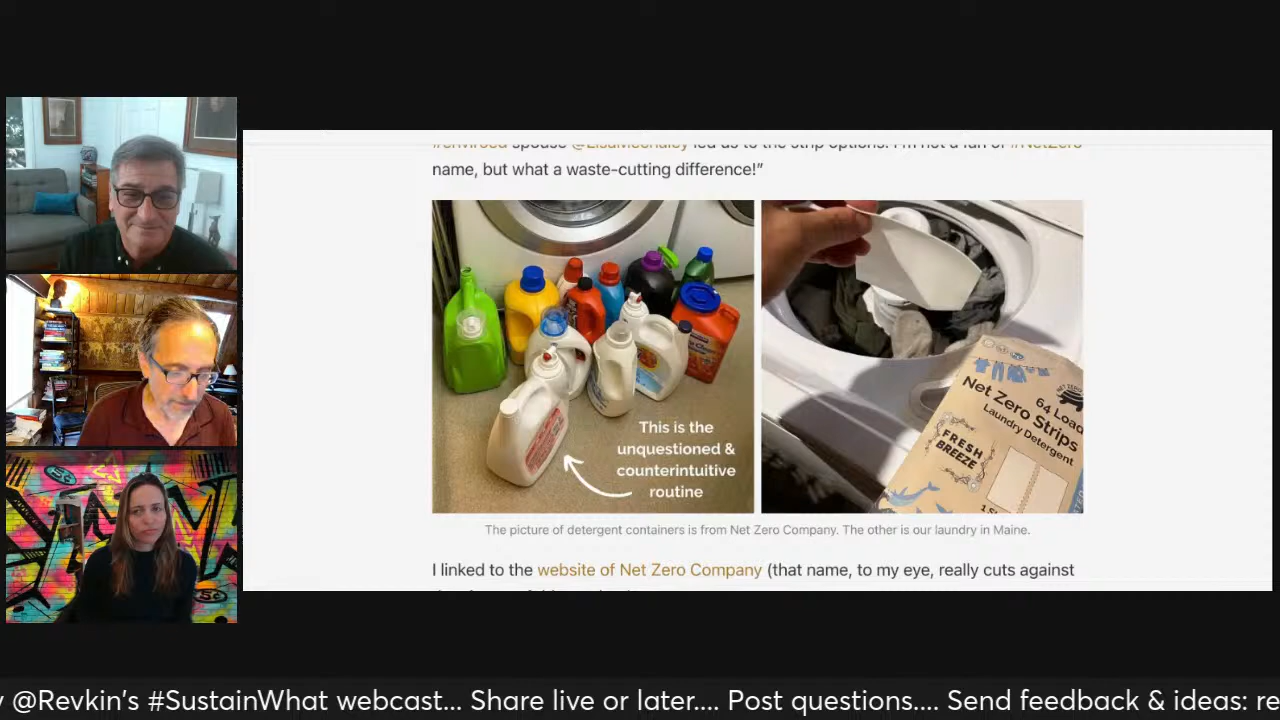 name, but what a waste-cutting difference!”
This is the
unquestioned &
counterintuitive
routine
64 Load
Net Zero Strips
Laundry Detergent
FRESH
BREEZE
The picture of detergent containers is from Net Zero Company. The other is our laundry in Maine.
I linked to the website of Net Zero Company (that name, to my eye, really cuts against
@Revkin's #SustainWhat webcast... Share live or later.... Post questions.... Send feedback & ideas: re